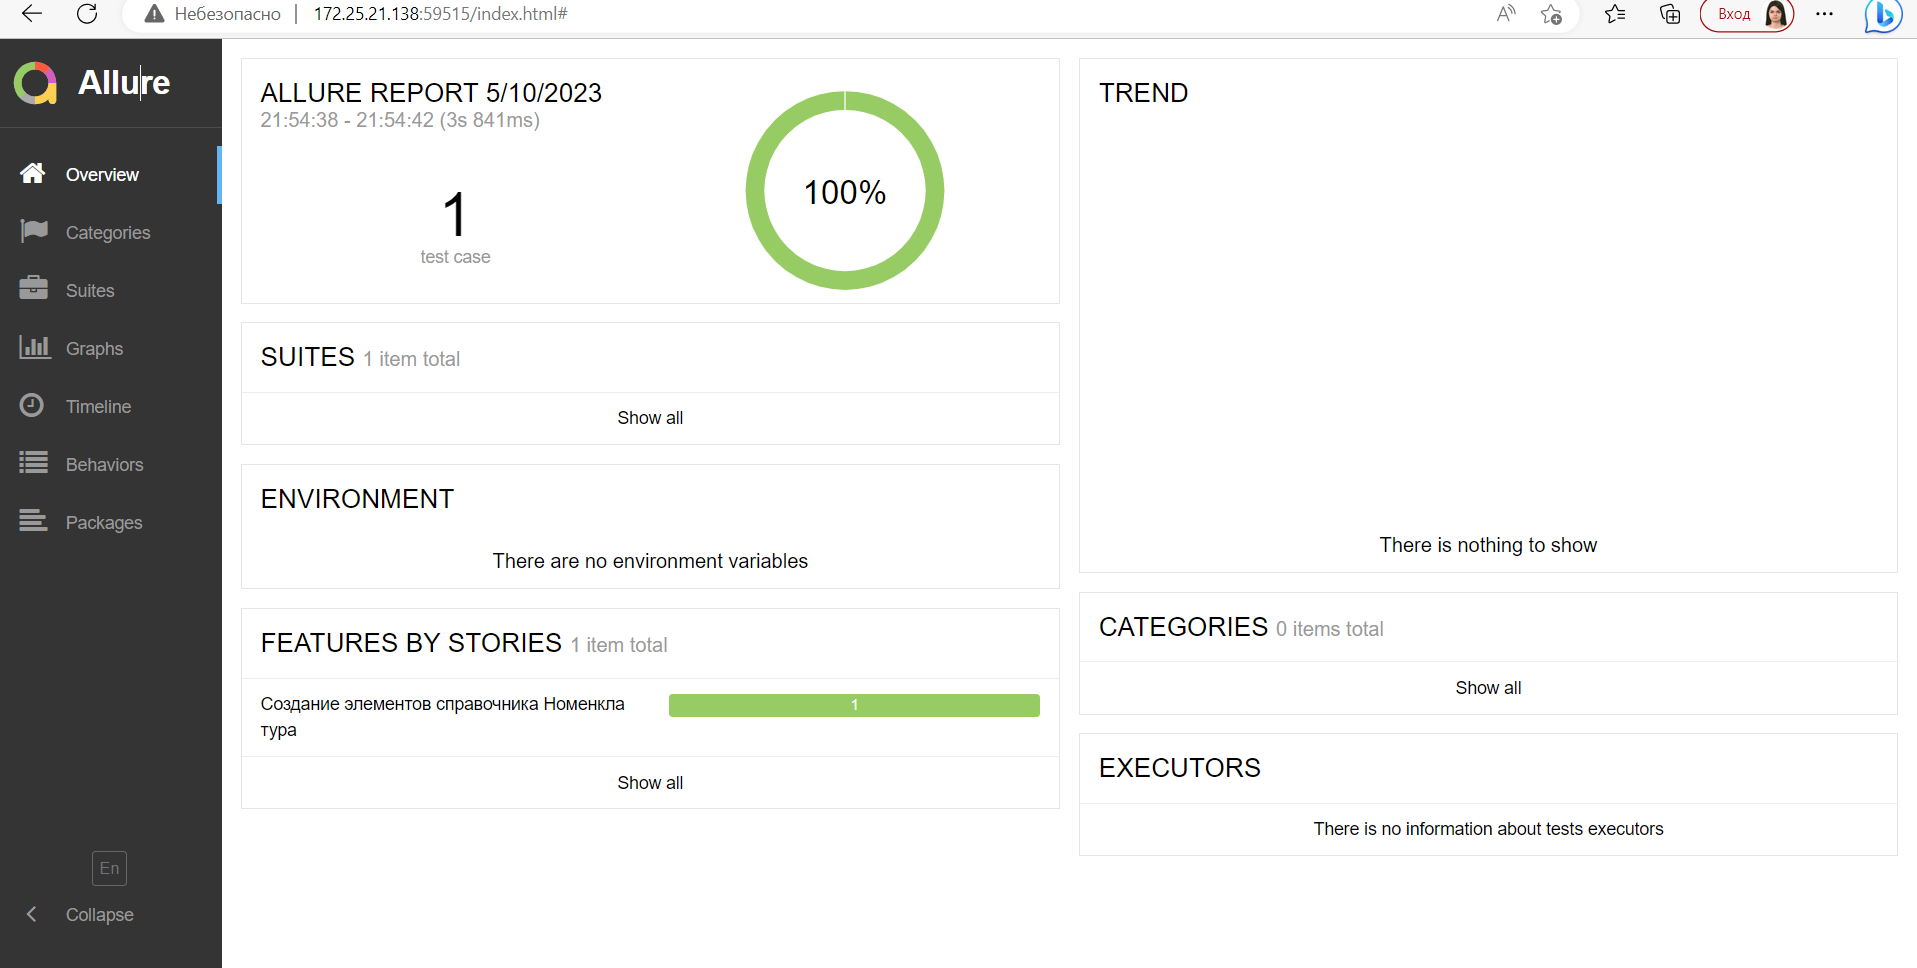 Небезопасно
172.25.21.138:59515/index.html#
Вход
Allure
Overview
Categories
Suites
Graphs
Timeline
Behaviors
Packages
En
Collapse
ALLURE REPORT 5/10/2023
21:54:38 - 21:54:42 (3s 841ms)
1
test case
100%
SUITES 1 item total
Show all
ENVIRONMENT
There are no environment variables
FEATURES BY STORIES 1 item total
Создание элементов справочника Номенкла
тура
1
Show all
TREND
There is nothing to show
CATEGORIES 0 items total
Show all
EXECUTORS
There is no information about tests executors